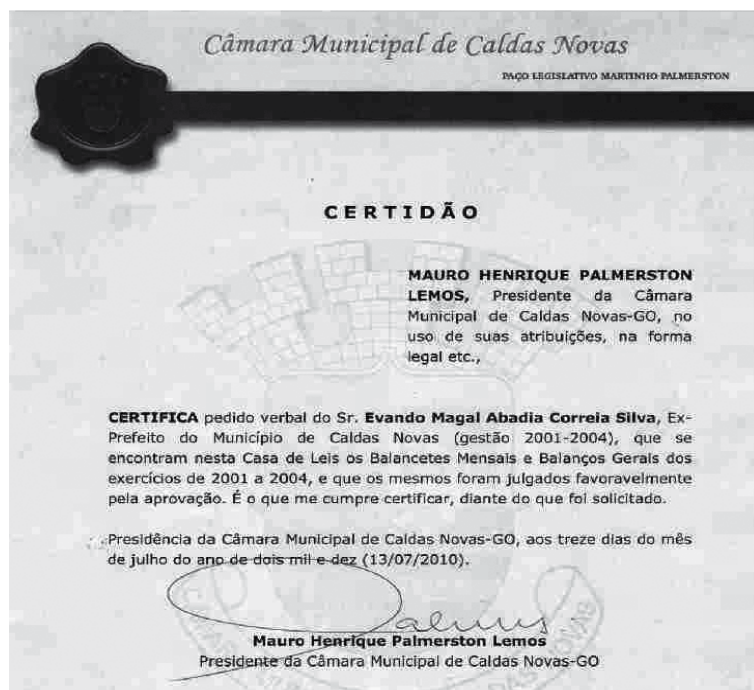 Câmara Municipal de Caldas Novas
PAÇO LEGISLATIVO MARTINHO PALMERSTON
CERTIDÃO
MAURO HENRIQUE PALMERSTON
LEMOS, Presidente da Câmara
Municipal de Caldas Novas-GO, no
uso de suas atribuições, na forma
legal etc.,
CERTIFICA pedido verbal do Sr. Evando Magal Abadia Correia Silva, Ex-
Prefeito do Município de Caldas Novas (gestão 2001-2004), que se
encontram nesta Casa de Leis os Balancetes Mensais e Balanços Gerais dos
exercícios de 2001 a 2004, e que os mesmos foram julgados favoravelmente
pela aprovação. É o que me cumpre certificar, diante do que foi solicitado.
Presidência da Câmara Municipal de Caldas Novas-GO, aos treze dias do mês
de julho do ano de dois mil e dez (13/07/2010).
Mauro Henrique Palmerston Lemos
Presidente da Câmara Municipal de Caldas Novas-GO